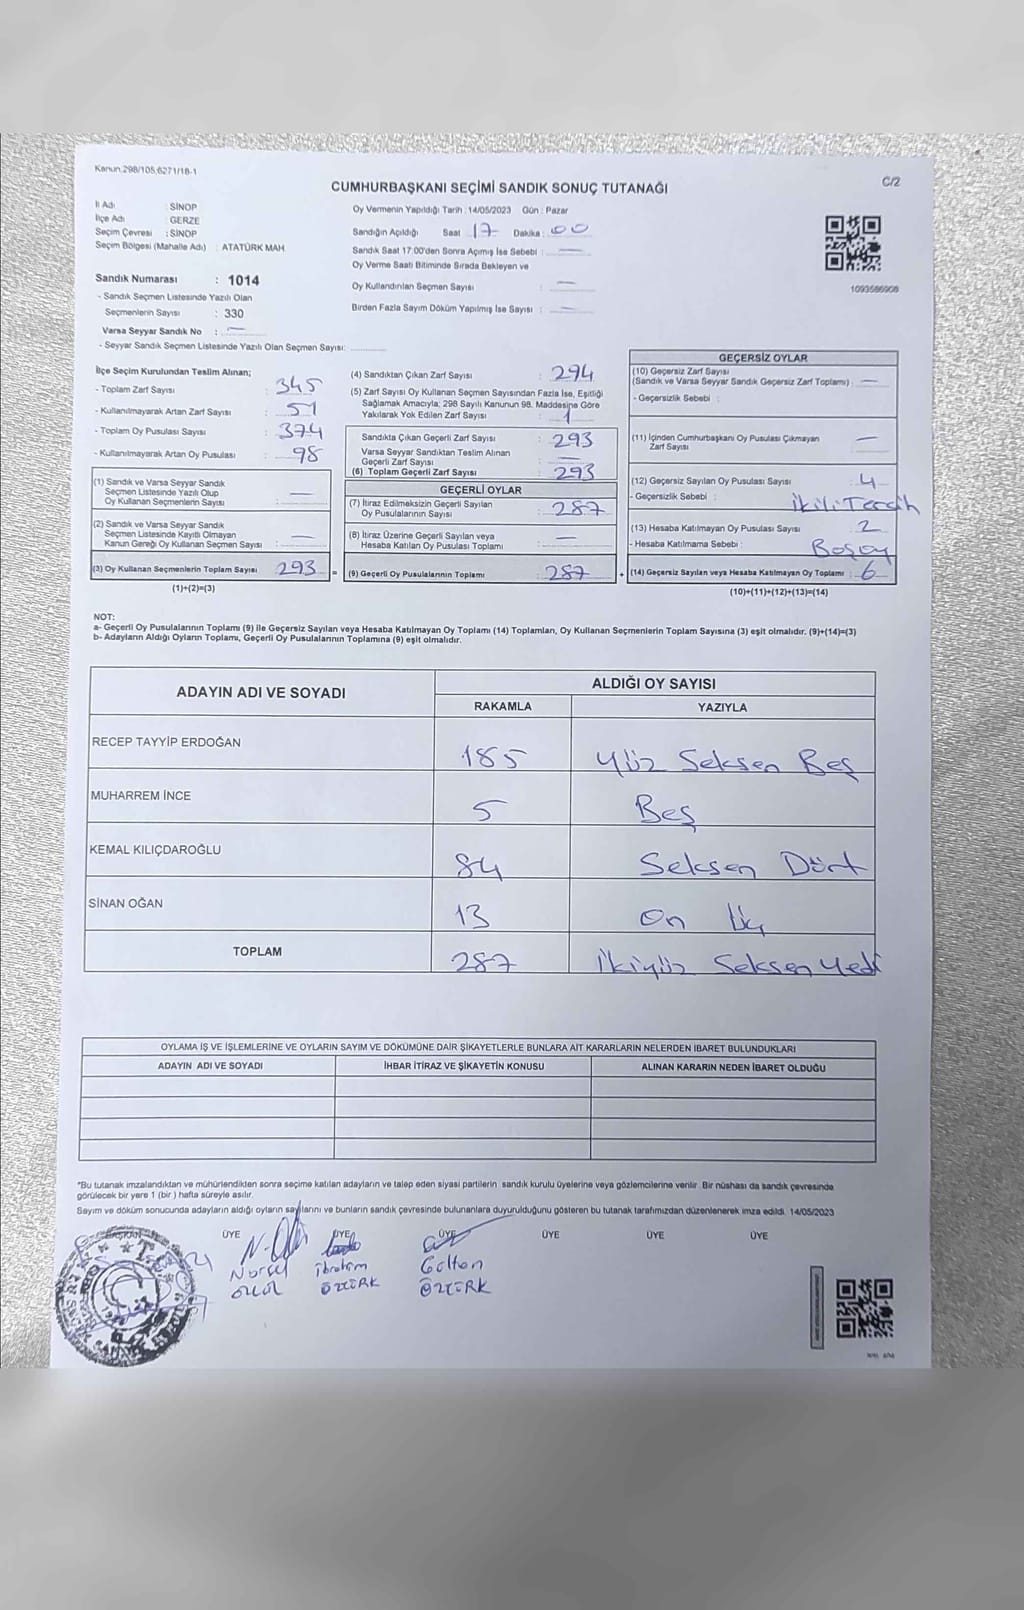 Kanun.298/105,6271/18-1
C/2
CUMHURBAŞKANI SEÇİMİ SANDIK SONUÇ TUTANAĞI
İl Adı : SİNOP
İlçe Adı : GERZE
Seçim Çevresi : SİNOP
Seçim Bölgesi (Mahalle Adı) : ATATÜRK MAH
Sandık Numarası : 1014
- Sandık Seçmen Listesinde Yazılı Olan
Seçmenlerin Sayısı : 330
Varsa Seyyar Sandık No : —
- Seyyar Sandık Seçmen Listesinde Yazılı Olan Seçmen Sayısı:
Oy Vermenin Yapıldığı Tarih : 14/05/2023 Gün : Pazar
Sandığın Açıldığı Saat 17 Dakika : 00
Sandık Saat 17:00'den Sonra Açımış İse Sebebi : —
Oy Verme Saati Bitiminde Sırada Bekleyen ve
Oy Kullandırılan Seçmen Sayısı : —
Birden Fazla Sayım Döküm Yapılmış İse Sayısı : —
1093586908
İlçe Seçim Kurulundan Teslim Alınan;
- Toplam Zarf Sayısı : 345
- Kullanılmayarak Artan Zarf Sayısı : 51
- Toplam Oy Pusulası Sayısı : 374
- Kullanılmayarak Artan Oy Pusulası : 98
(1) Sandık ve Varsa Seyyar Sandık
Seçmen Listesinde Yazılı Olup
Oy Kullanan Seçmenlerin Sayısı : —
(2) Sandık ve Varsa Seyyar Sandık
Seçmen Listesinde Kayıtlı Olmayan
Kanun Gereği Oy Kullanan Seçmen Sayısı : —
(3) Oy Kullanan Seçmenlerin Toplam Sayısı : 293 =
(1)+(2)=(3)
(4) Sandıktan Çıkan Zarf Sayısı : 294
(5) Zarf Sayısı Oy Kullanan Seçmen Sayısından Fazla İse, Eşitliği
Sağlamak Amacıyla; 298 Sayılı Kanunun 98. Maddesine Göre
Yakılarak Yok Edilen Zarf Sayısı : 1
Sandıkta Çıkan Geçerli Zarf Sayısı : 293
Varsa Seyyar Sandıktan Teslim Alınan
Geçerli Zarf Sayısı : —
(6) Toplam Geçerli Zarf Sayısı : 293
GEÇERLİ OYLAR
(7) İtiraz Edilmeksizin Geçerli Sayılan
Oy Pusulalarının Sayısı : 287
(8) İtiraz Üzerine Geçerli Sayılan veya
Hesaba Katılan Oy Pusulası Toplamı : —
(9) Geçerli Oy Pusulalarının Toplamı : 287 +
GEÇERSİZ OYLAR
(10) Geçersiz Zarf Sayısı
(Sandık ve Varsa Seyyar Sandık Geçersiz Zarf Toplamı) : —
- Geçersizlik Sebebi :
(11) İçinden Cumhurbaşkanı Oy Pusulası Çıkmayan
Zarf Sayısı : —
(12) Geçersiz Sayılan Oy Pusulası Sayısı : 4
- Geçersizlik Sebebi : İkili Tercih
(13) Hesaba Katılmayan Oy Pusulası Sayısı : 2
- Hesaba Katılmama Sebebi : Boş oy
(14) Geçersiz Sayılan veya Hesaba Katılmayan Oy Toplamı : 6
(10)+(11)+(12)+(13)=(14)
NOT:
a- Geçerli Oy Pusulalarının Toplamı (9) ile Geçersiz Sayılan veya Hesaba Katılmayan Oy Toplamı (14) Toplamları, Oy Kullanan Seçmenlerin Toplam Sayısına (3) eşit olmalıdır. (9)+(14)=(3)
b- Adayların Aldığı Oyların Toplamı, Geçerli Oy Pusulalarının Toplamına (9) eşit olmalıdır.
ADAYIN ADI VE SOYADI ALDIĞI OY SAYISI
RAKAMLA YAZIYLA
RECEP TAYYİP ERDOĞAN 185 Yüz Seksen Beş
MUHARREM İNCE 5 Beş
KEMAL KILIÇDAROĞLU 84 Seksen Dört
SİNAN OĞAN 13 On Üç
TOPLAM 287 İkiyüz Seksen Yedi
OYLAMA İŞ VE İŞLEMLERİNE VE OYLARIN SAYIM VE DÖKÜMÜNE DAİR ŞİKAYETLERLE BUNLARA AİT KARARLARIN NELERDEN İBARET BULUNDUKLARI
ADAYIN ADI VE SOYADI İHBAR İTİRAZ VE ŞİKAYETİN KONUSU ALINAN KARARIN NEDEN İBARET OLDUĞU
*Bu tutanak imzalandıktan ve mühürlendikten sonra seçime katılan adayların ve talep eden siyasi partilerin sandık kurulu üyelerine veya gözlemcilerine verilir. Bir nüshası da sandık çevresinde
görülecek bir yere 1 (bir) hafta süreyle asılır.
Sayım ve döküm sonucunda adayların aldığı oyların sayılarını ve bunların sandık çevresinde bulunanlara duyurulduğunu gösteren bu tutanak tarafımızdan düzenlenerek imza edildi. 14/05/2023
BAŞKAN ÜYE ÜYE ÜYE ÜYE ÜYE ÜYE
İbrahim
ÖZTÜRK ÖZTÜRK